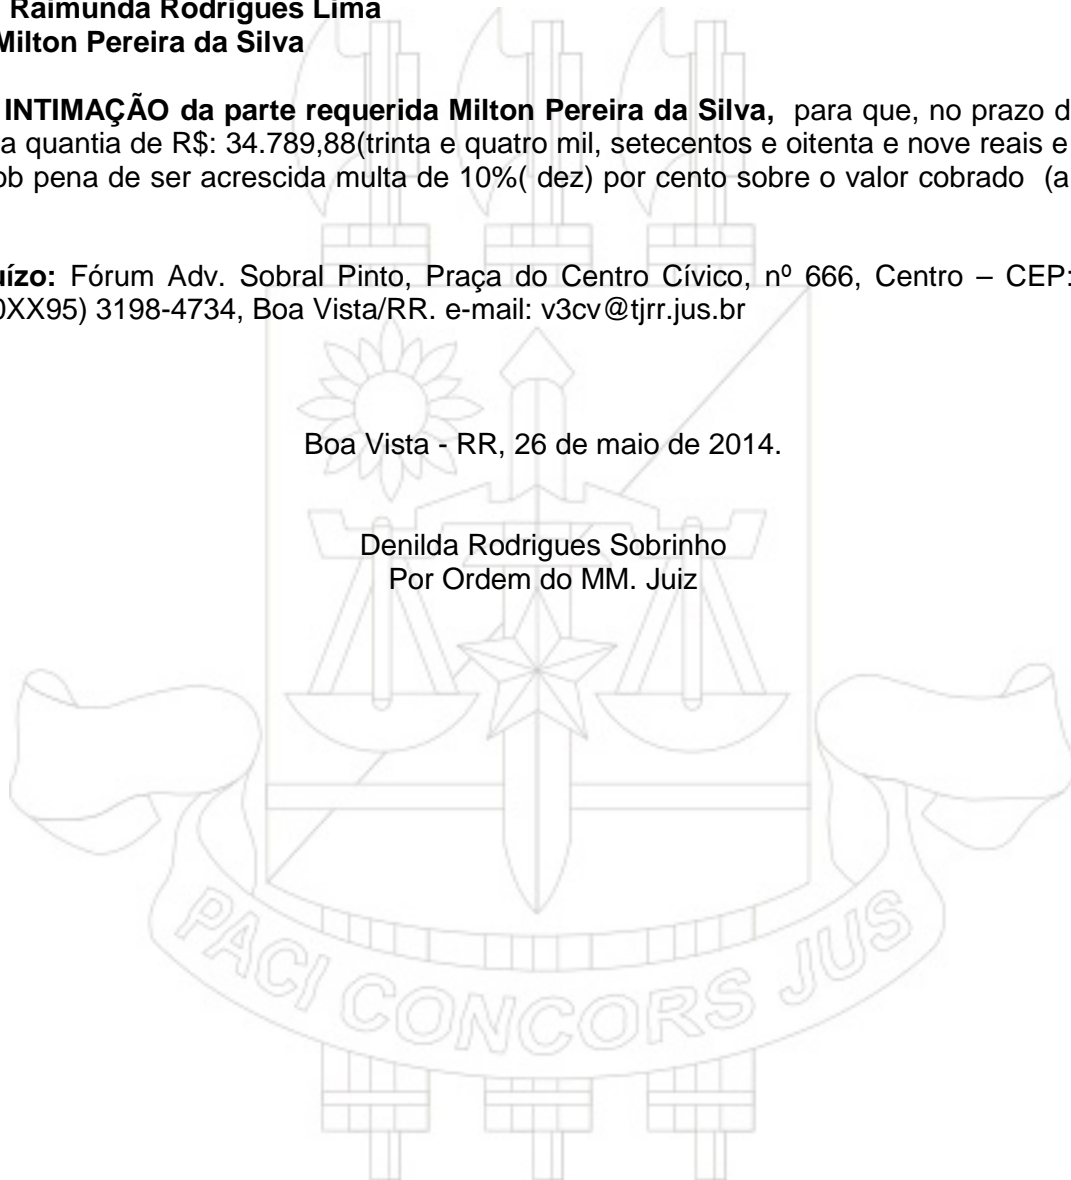 Raimunda Rodrigues Lima
Milton Pereira da Silva
INTIMAÇÃO da parte requerida Milton Pereira da Silva, para que, no prazo d
a quantia de R$: 34.789,88(trinta e quatro mil, setecentos e oitenta e nove reais e
ob pena de ser acrescida multa de 10%( dez) por cento sobre o valor cobrado (a
uízo: Fórum Adv. Sobral Pinto, Praça do Centro Cívico, nº 666, Centro – CEP:
0XX95) 3198-4734, Boa Vista/RR. e-mail: v3cv@tjrr.jus.br
Boa Vista - RR, 26 de maio de 2014.
Denilda Rodrigues Sobrinho
Por Ordem do MM. Juiz
PACI CONCORS JUS